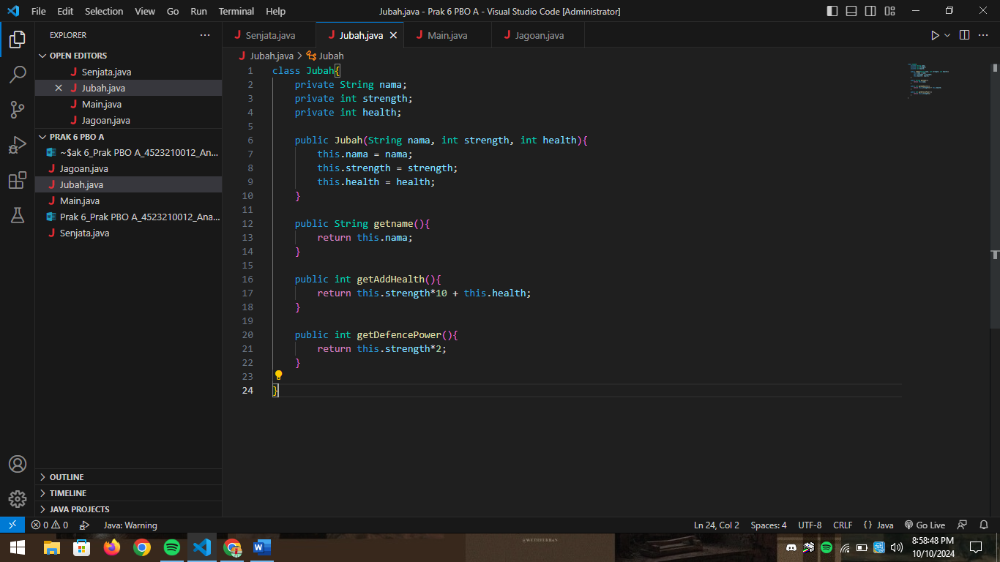 File Edit Selection View Go Run Terminal Help
Jubah.java - Prak 6 PBO A - Visual Studio Code [Administrator]
EXPLORER
OPEN EDITORS
Senjata.java
Jubah.java
Main.java
Jagoan.java
PRAK 6 PBO A
~$ak 6_Prak PBO A_4523210012_An...
Jagoan.java
Jubah.java
Main.java
Prak 6_Prak PBO A_4523210012_Ana...
Senjata.java
OUTLINE
TIMELINE
JAVA PROJECTS
Senjata.java Jubah.java Main.java Jagoan.java
Jubah.java > Jubah
1 class Jubah{
2 private String nama;
3 private int strength;
4 private int health;
5
6 public Jubah(String nama, int strength, int health){
7 this.nama = nama;
8 this.strength = strength;
9 this.health = health;
10 }
11
12 public String getname(){
13 return this.nama;
14 }
15
16 public int getAddHealth(){
17 return this.strength*10 + this.health;
18 }
19
20 public int getDefencePower(){
21 return this.strength*2;
22 }
23
24 }
0 0 Java: Warning
Ln 24, Col 2 Spaces: 4 UTF-8 CRLF {} Java Go Live
@WETHEURBAN
8:58:48 PM
10/10/2024